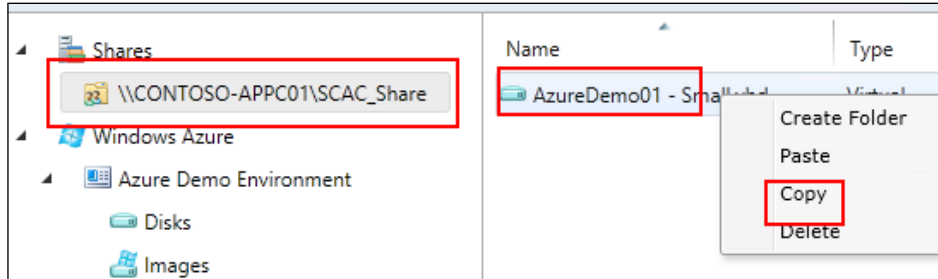 Shares
\\CONTOSO-APPC01\SCAC_Share
Windows Azure
Azure Demo Environment
Disks
Images
Name
Type
AzureDemo01 - Small.vhd
Virtual
Create Folder
Paste
Copy
Delete